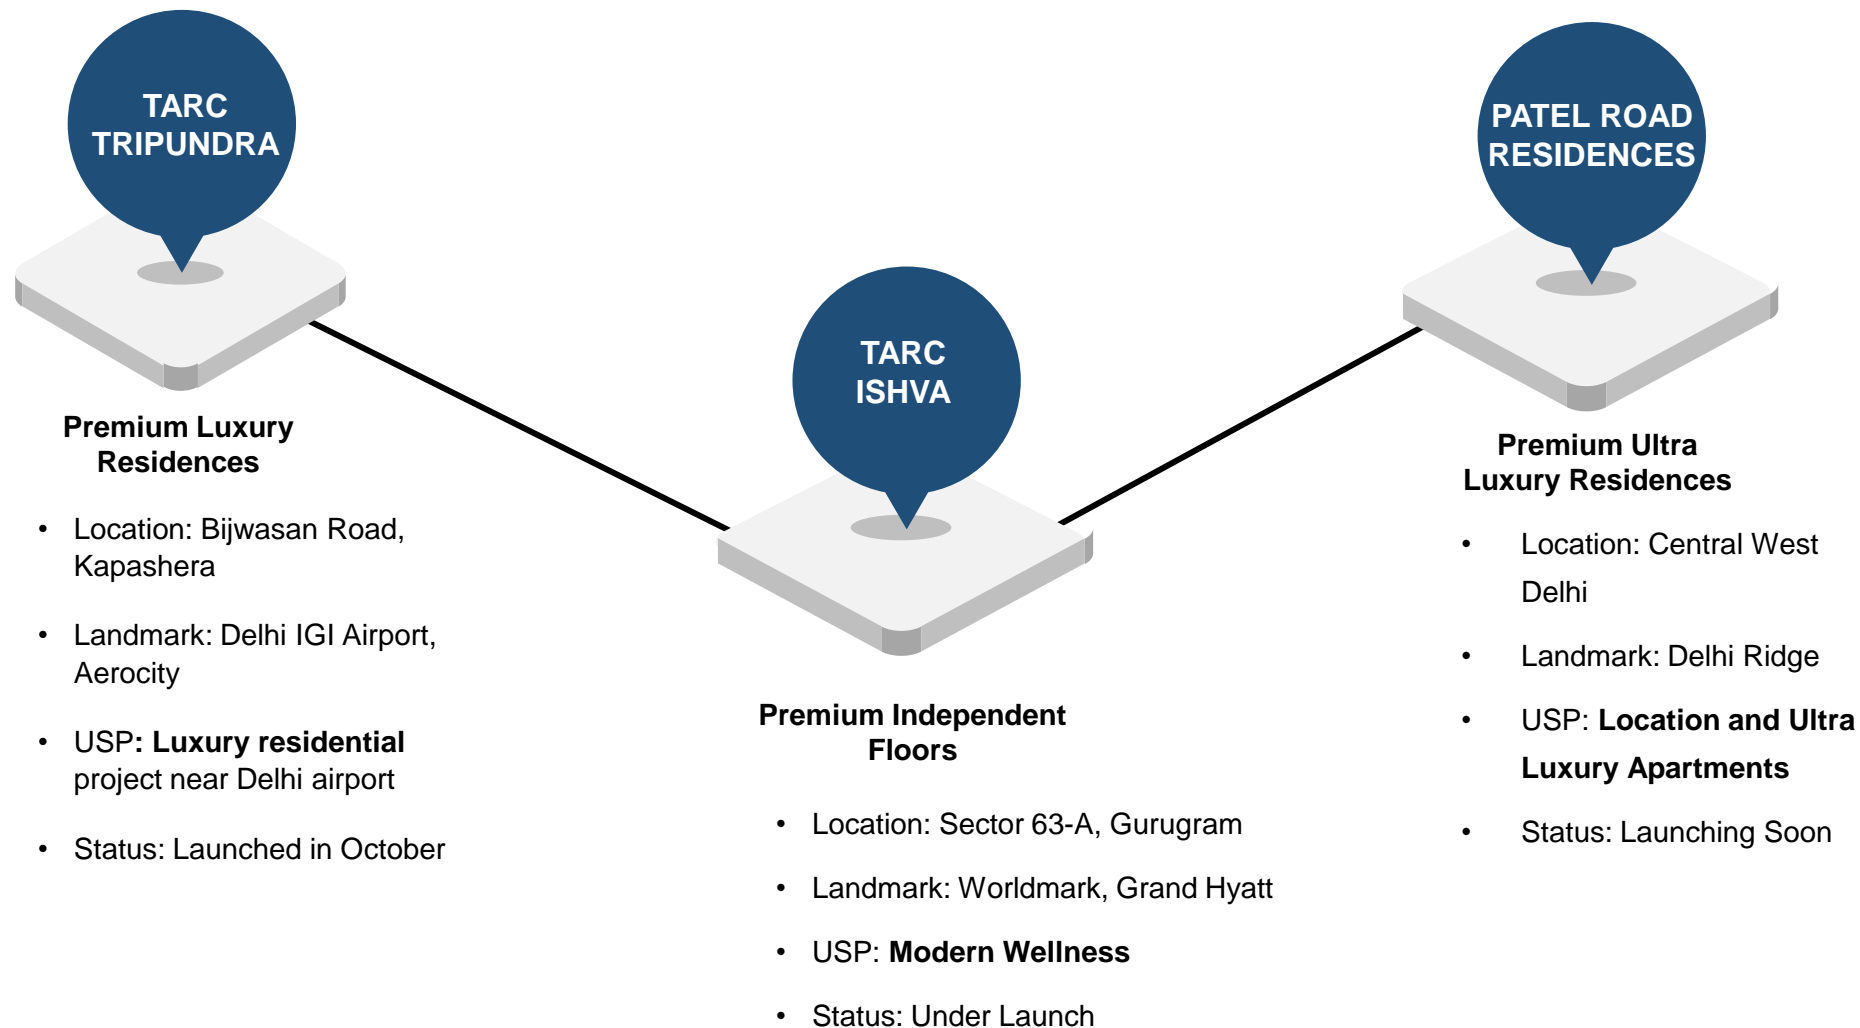 TARC
TRIPUNDRA
Premium Luxury
Residences
• Location: Bijwasan Road,
Kapashera
• Landmark: Delhi IGI Airport,
Aerocity
• USP: Luxury residential
project near Delhi airport
• Status: Launched in October
TARC
ISHVA
Premium Independent
Floors
• Location: Sector 63-A, Gurugram
• Landmark: Worldmark, Grand Hyatt
• USP: Modern Wellness
• Status: Under Launch
PATEL ROAD
RESIDENCES
Premium Ultra
Luxury Residences
• Location: Central West
Delhi
• Landmark: Delhi Ridge
• USP: Location and Ultra
Luxury Apartments
• Status: Launching Soon